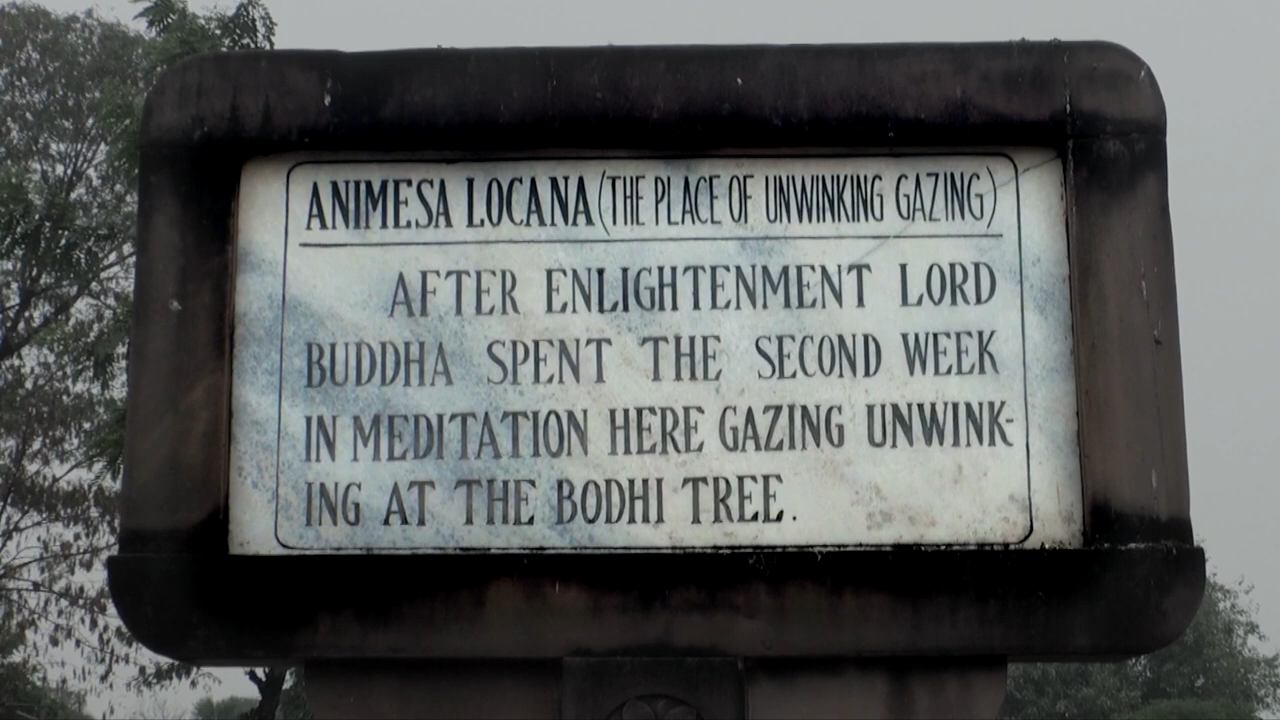 ANIMESA LOCANA (THE PLACE OF UNWINKING GAZING)
AFTER ENLIGHTENMENT LORD
BUDDHA SPENT THE SECOND WEEK
IN MEDITATION HERE GAZING UNWINK-
ING AT THE BODHI TREE.